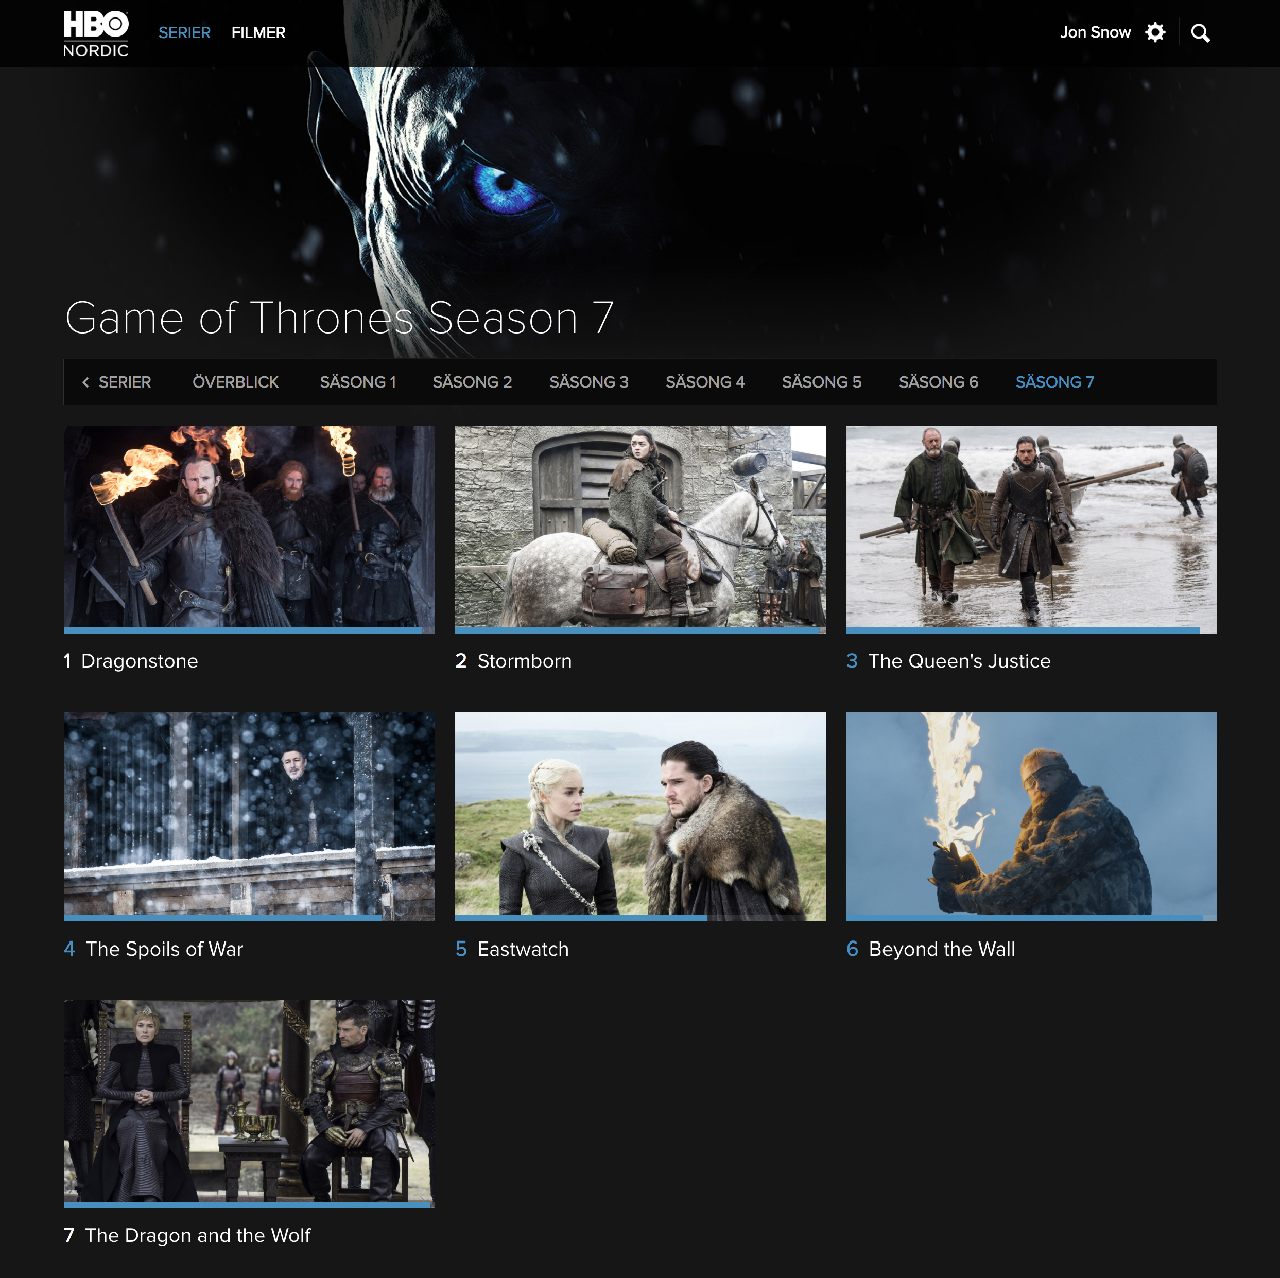 HBO
NORDIC
SERIER
FILMER
Jon Snow
Game of Thrones Season 7
SERIER
ÖVERBLICK
SÄSONG 1
SÄSONG 2
SÄSONG 3
SÄSONG 4
SÄSONG 5
SÄSONG 6
SÄSONG 7
1 Dragonstone
2 Stormborn
3 The Queen's Justice
4 The Spoils of War
5 Eastwatch
6 Beyond the Wall
7 The Dragon and the Wolf